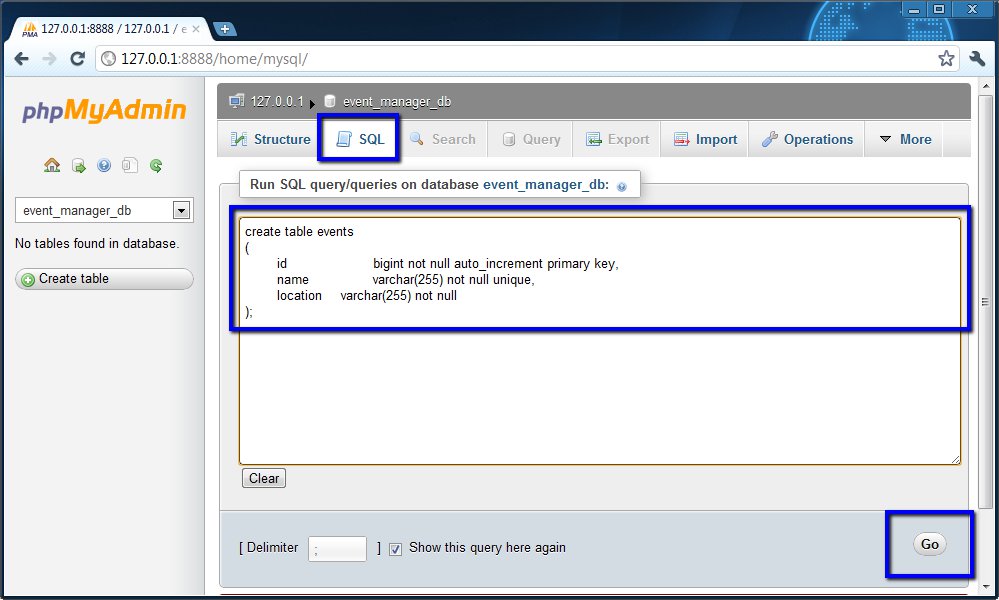 PMA 127.0.0.1:8888 / 127.0.0.1 / e
127.0.0.1:8888/home/mysql/
phpMyAdmin
event_manager_db
No tables found in database.
Create table
127.0.0.1 event_manager_db
Structure SQL Search Query Export Import Operations More
Run SQL query/queries on database event_manager_db:
create table events
(
id bigint not null auto_increment primary key,
name varchar(255) not null unique,
location varchar(255) not null
);
Clear
[ Delimiter ; ] Show this query here again
Go